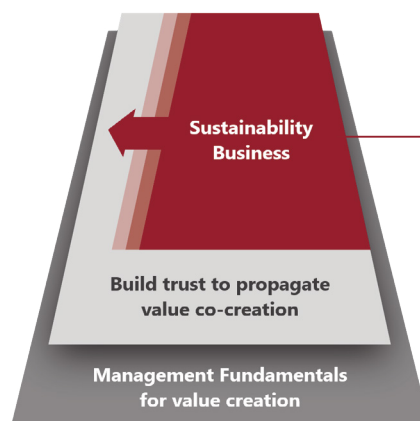 Sustainability
Business
Build trust to propagate
value co-creation
Management Fundamentals
for value creation